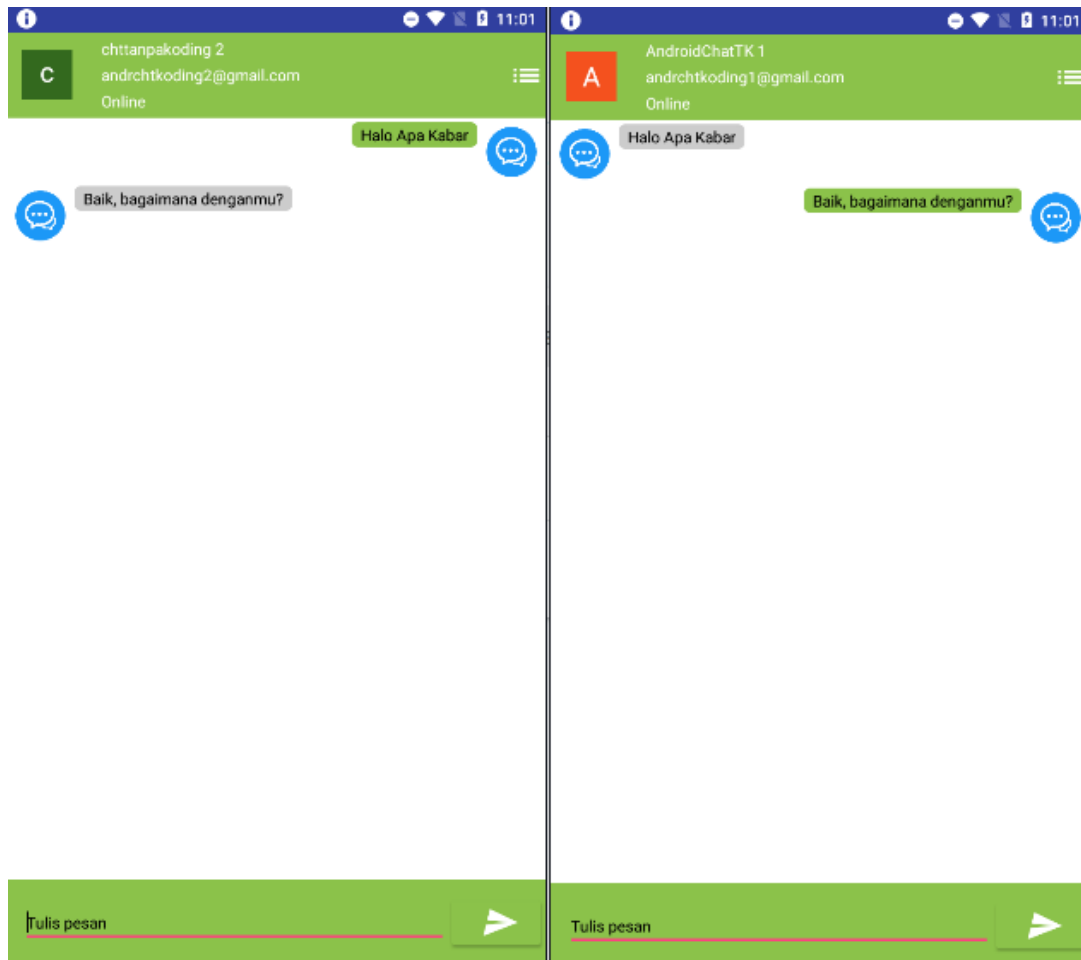 11:01
C
chttanpakoding 2
andrchtkoding2@gmail.com
Online
Halo Apa Kabar
Baik, bagaimana denganmu?
Tulis pesan
11:01
A
AndroidChatTK 1
andrchtkoding1@gmail.com
Online
Halo Apa Kabar
Baik, bagaimana denganmu?
Tulis pesan